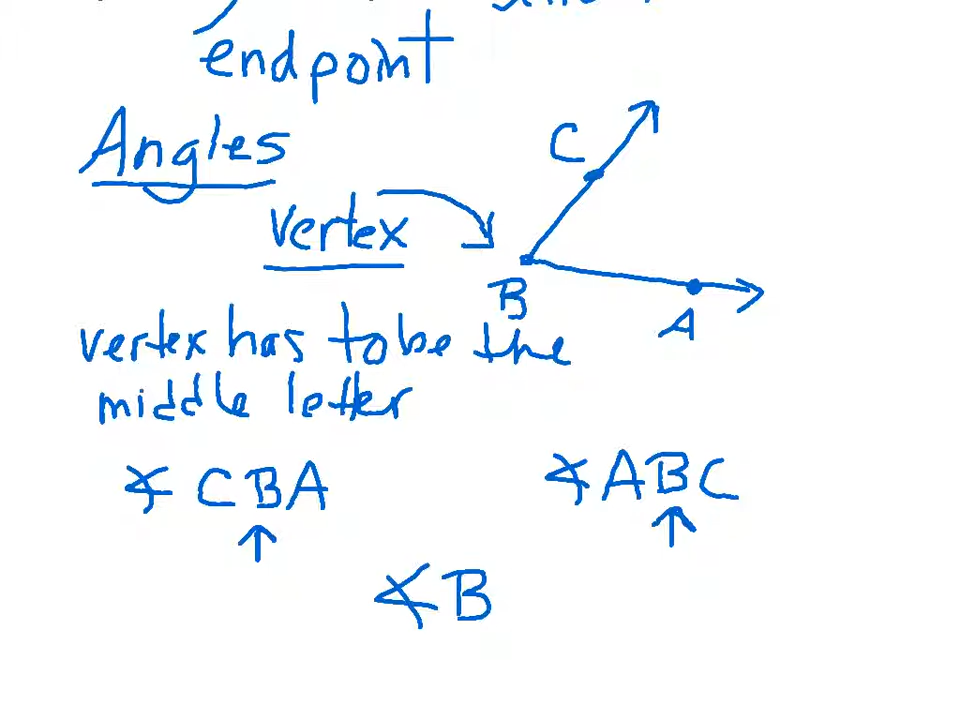 endpoint
Angles
C
vertex
B
A
vertex has to be the
middle letter
∡ CBA
∡ ABC
∡B